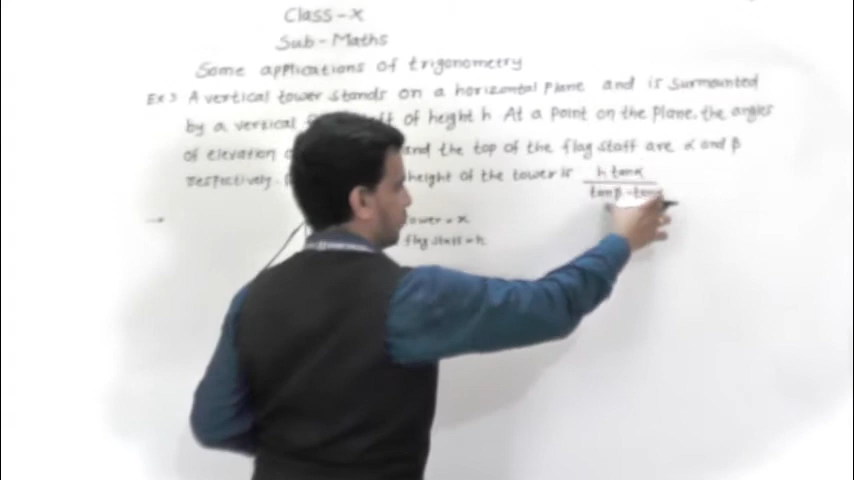 Class-X
Sub-Maths
Some applications of trigonometry
Ex> A vertical tower stands on a horizontal plane and is surmounted
by a vertical of height h At a Point on the Plane, the angles
of elevation and the top of the flag staff are α and β
respectively. height of the tower is h tanα
tanβ-tanα
→ tower = x
flag staff = h